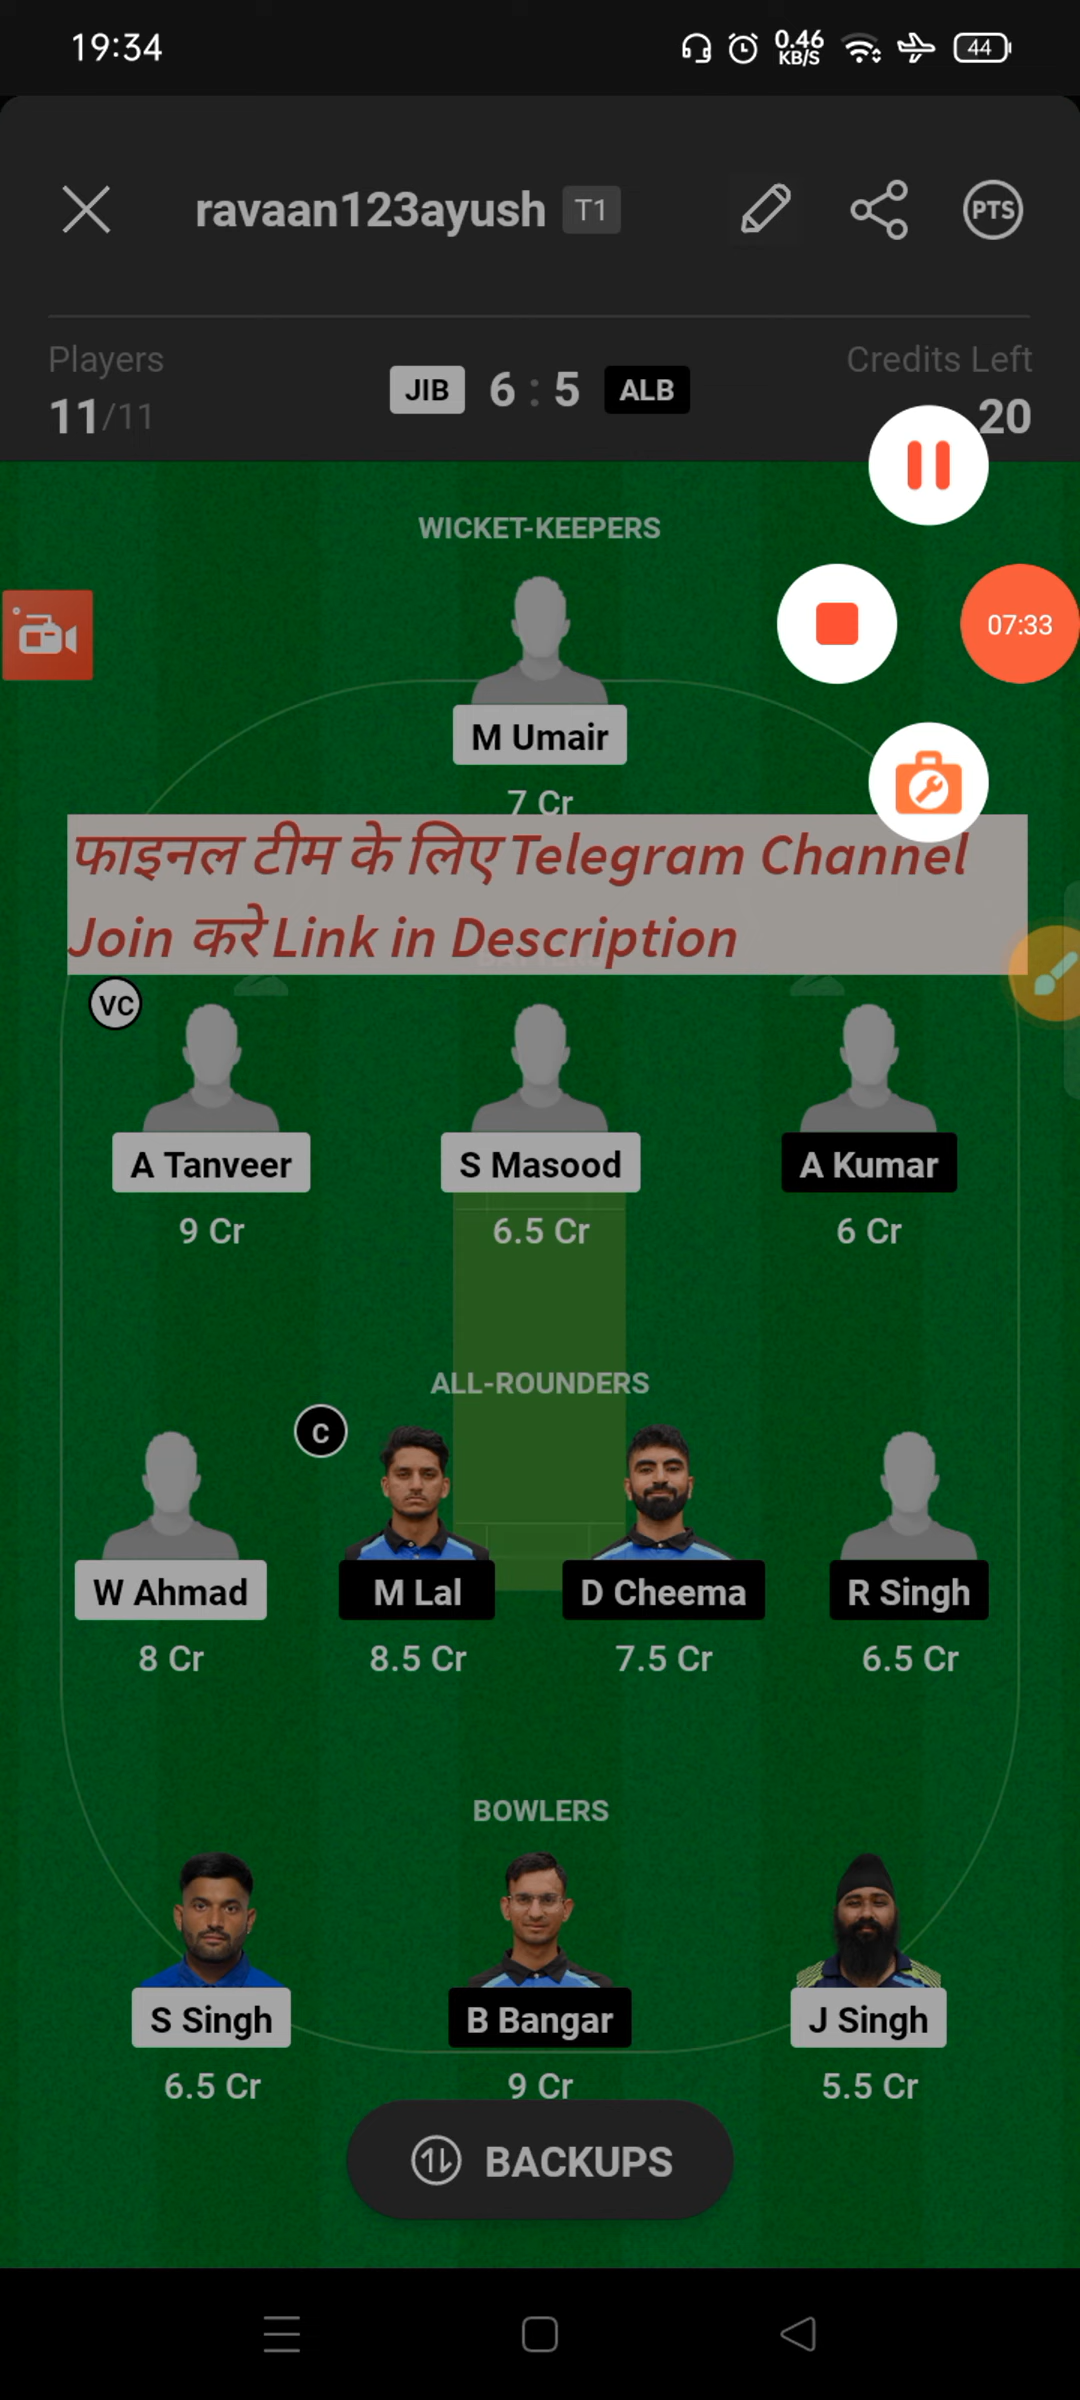 19:34 0.46 KB/S 44
ravaan123ayush T1 PTS
Players Credits Left
11/11 JIB 6 : 5 ALB 20
WICKET-KEEPERS
07:33
M Umair
7 Cr
फाइनल टीम के लिए Telegram Channel
Join करे Link in Description
VC
A Tanveer S Masood A Kumar
9 Cr 6.5 Cr 6 Cr
ALL-ROUNDERS
C
W Ahmad M Lal D Cheema R Singh
8 Cr 8.5 Cr 7.5 Cr 6.5 Cr
BOWLERS
S Singh B Bangar J Singh
6.5 Cr 9 Cr 5.5 Cr
BACKUPS